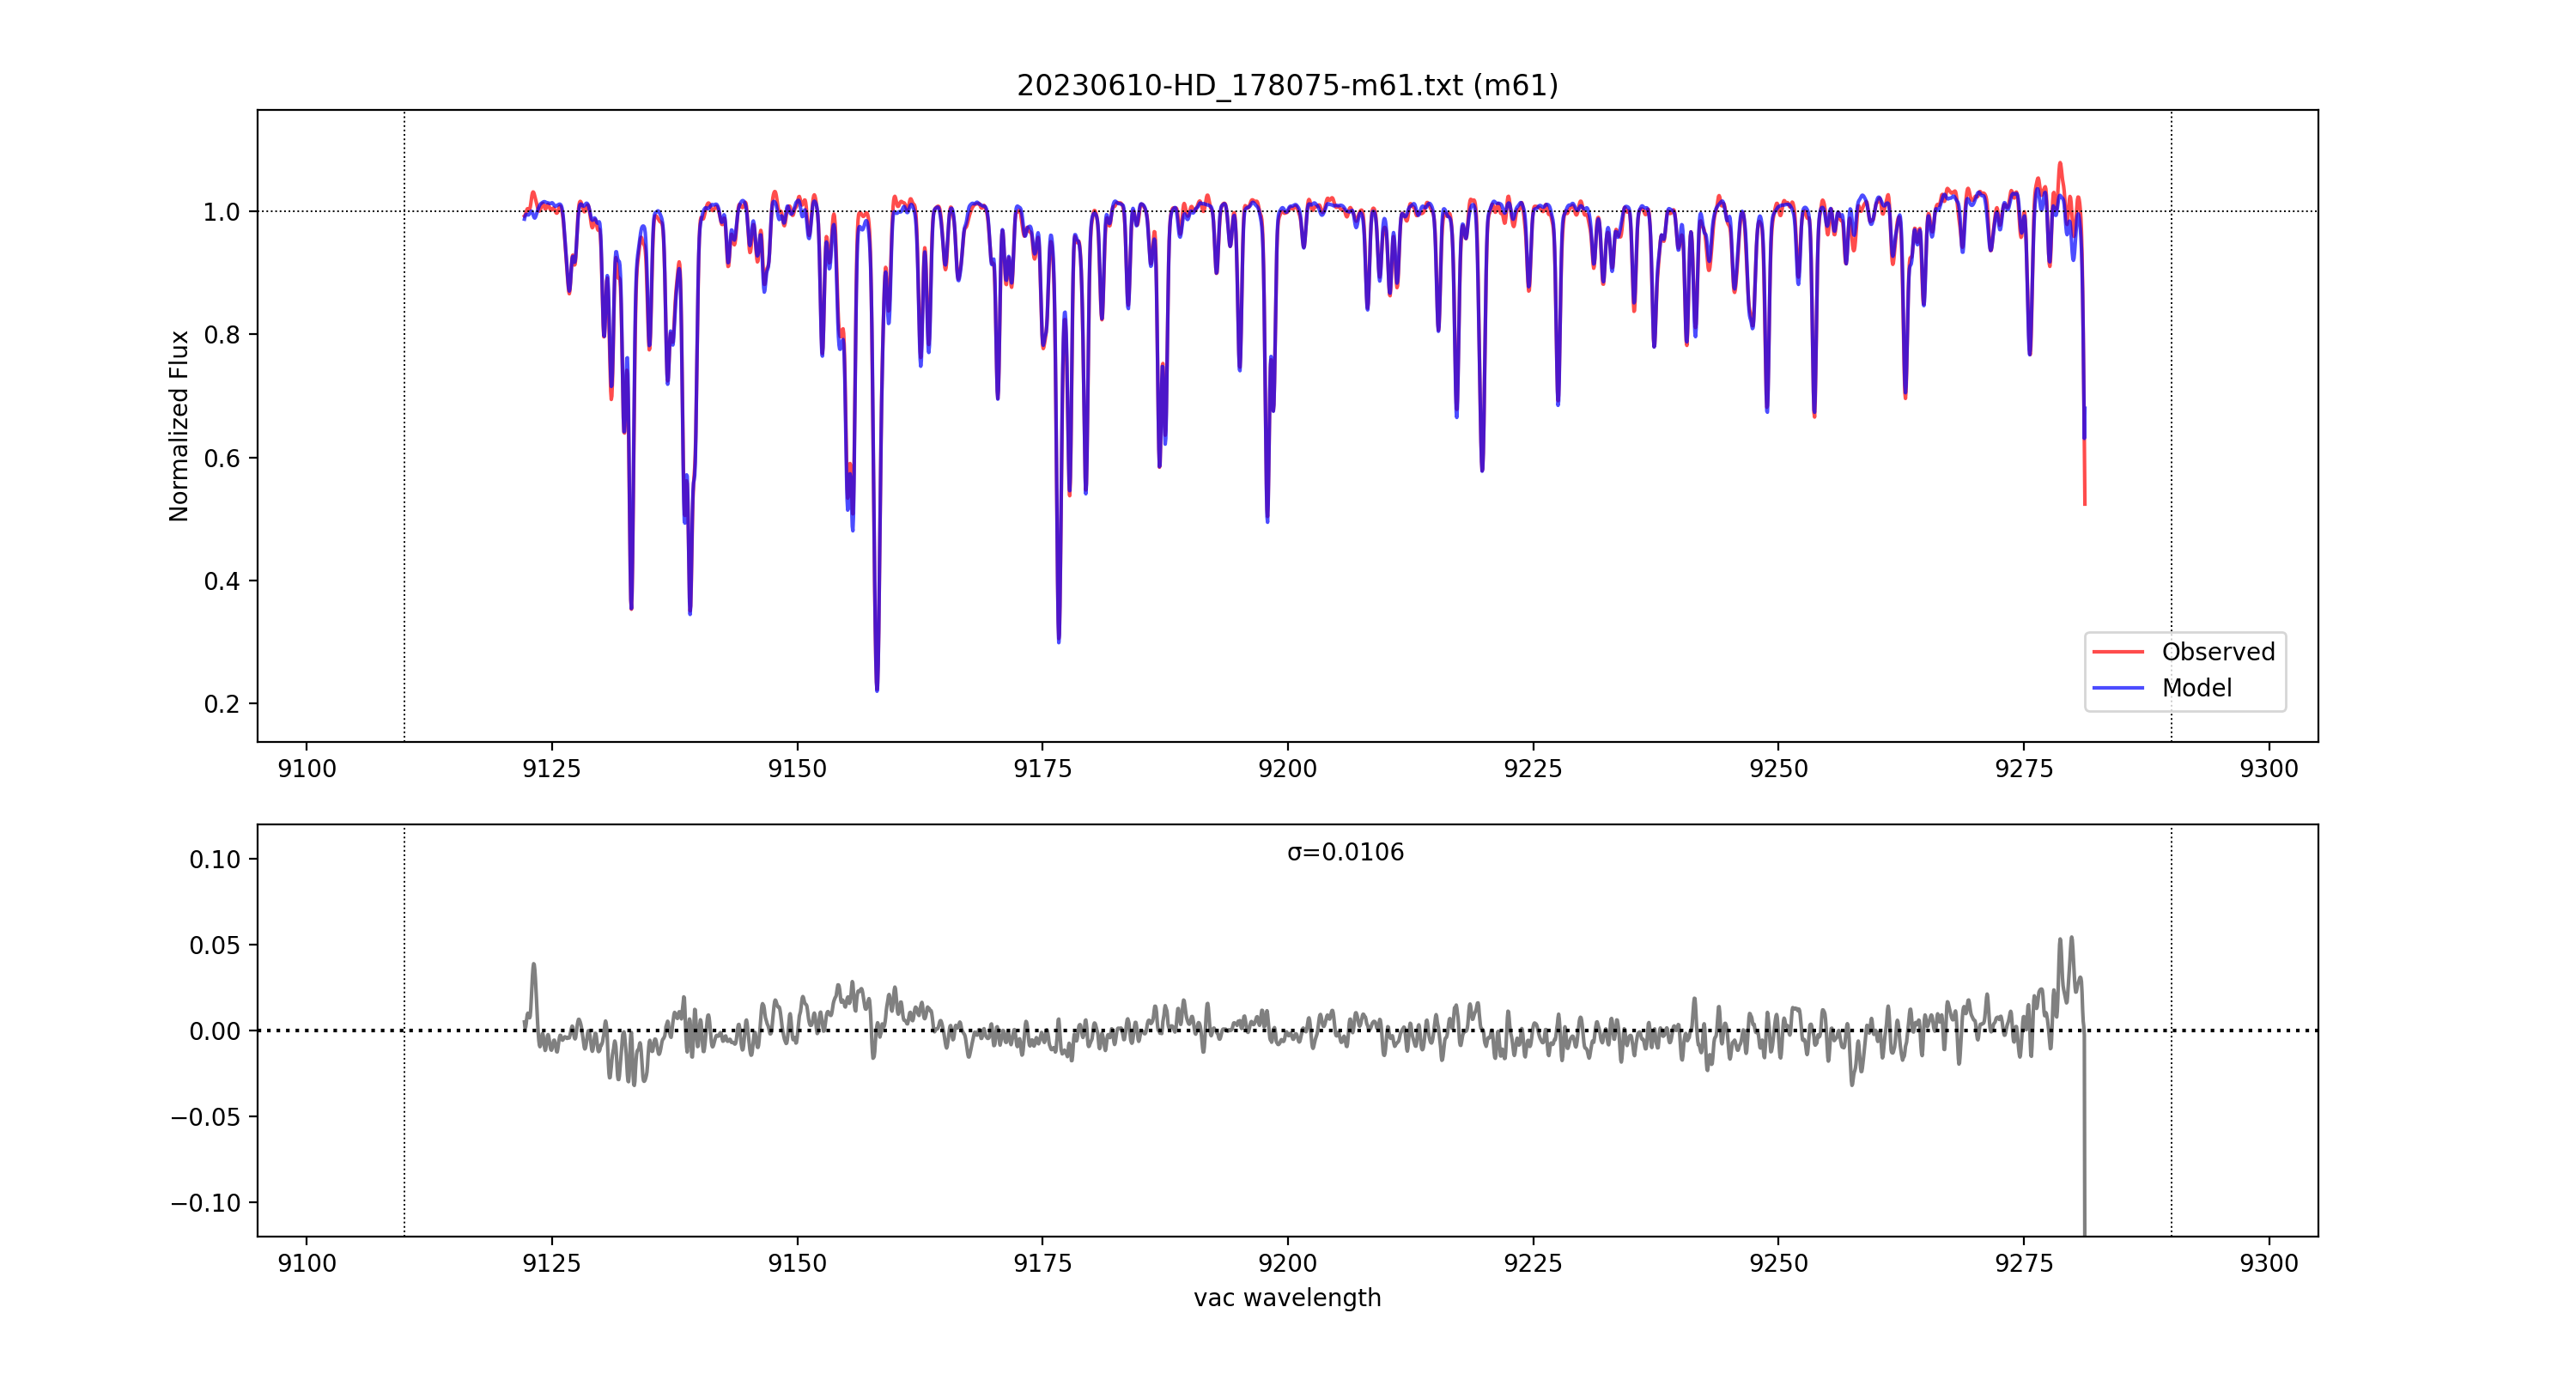 20230610-HD_178075-m61.txt (m61)
Normalized Flux
1.0
0.8
0.6
0.4
0.2
Observed
Model
9100 9125 9150 9175 9200 9225 9250 9275 9300
σ=0.0106
0.10
0.05
0.00
−0.05
−0.10
9100 9125 9150 9175 9200 9225 9250 9275 9300
vac wavelength